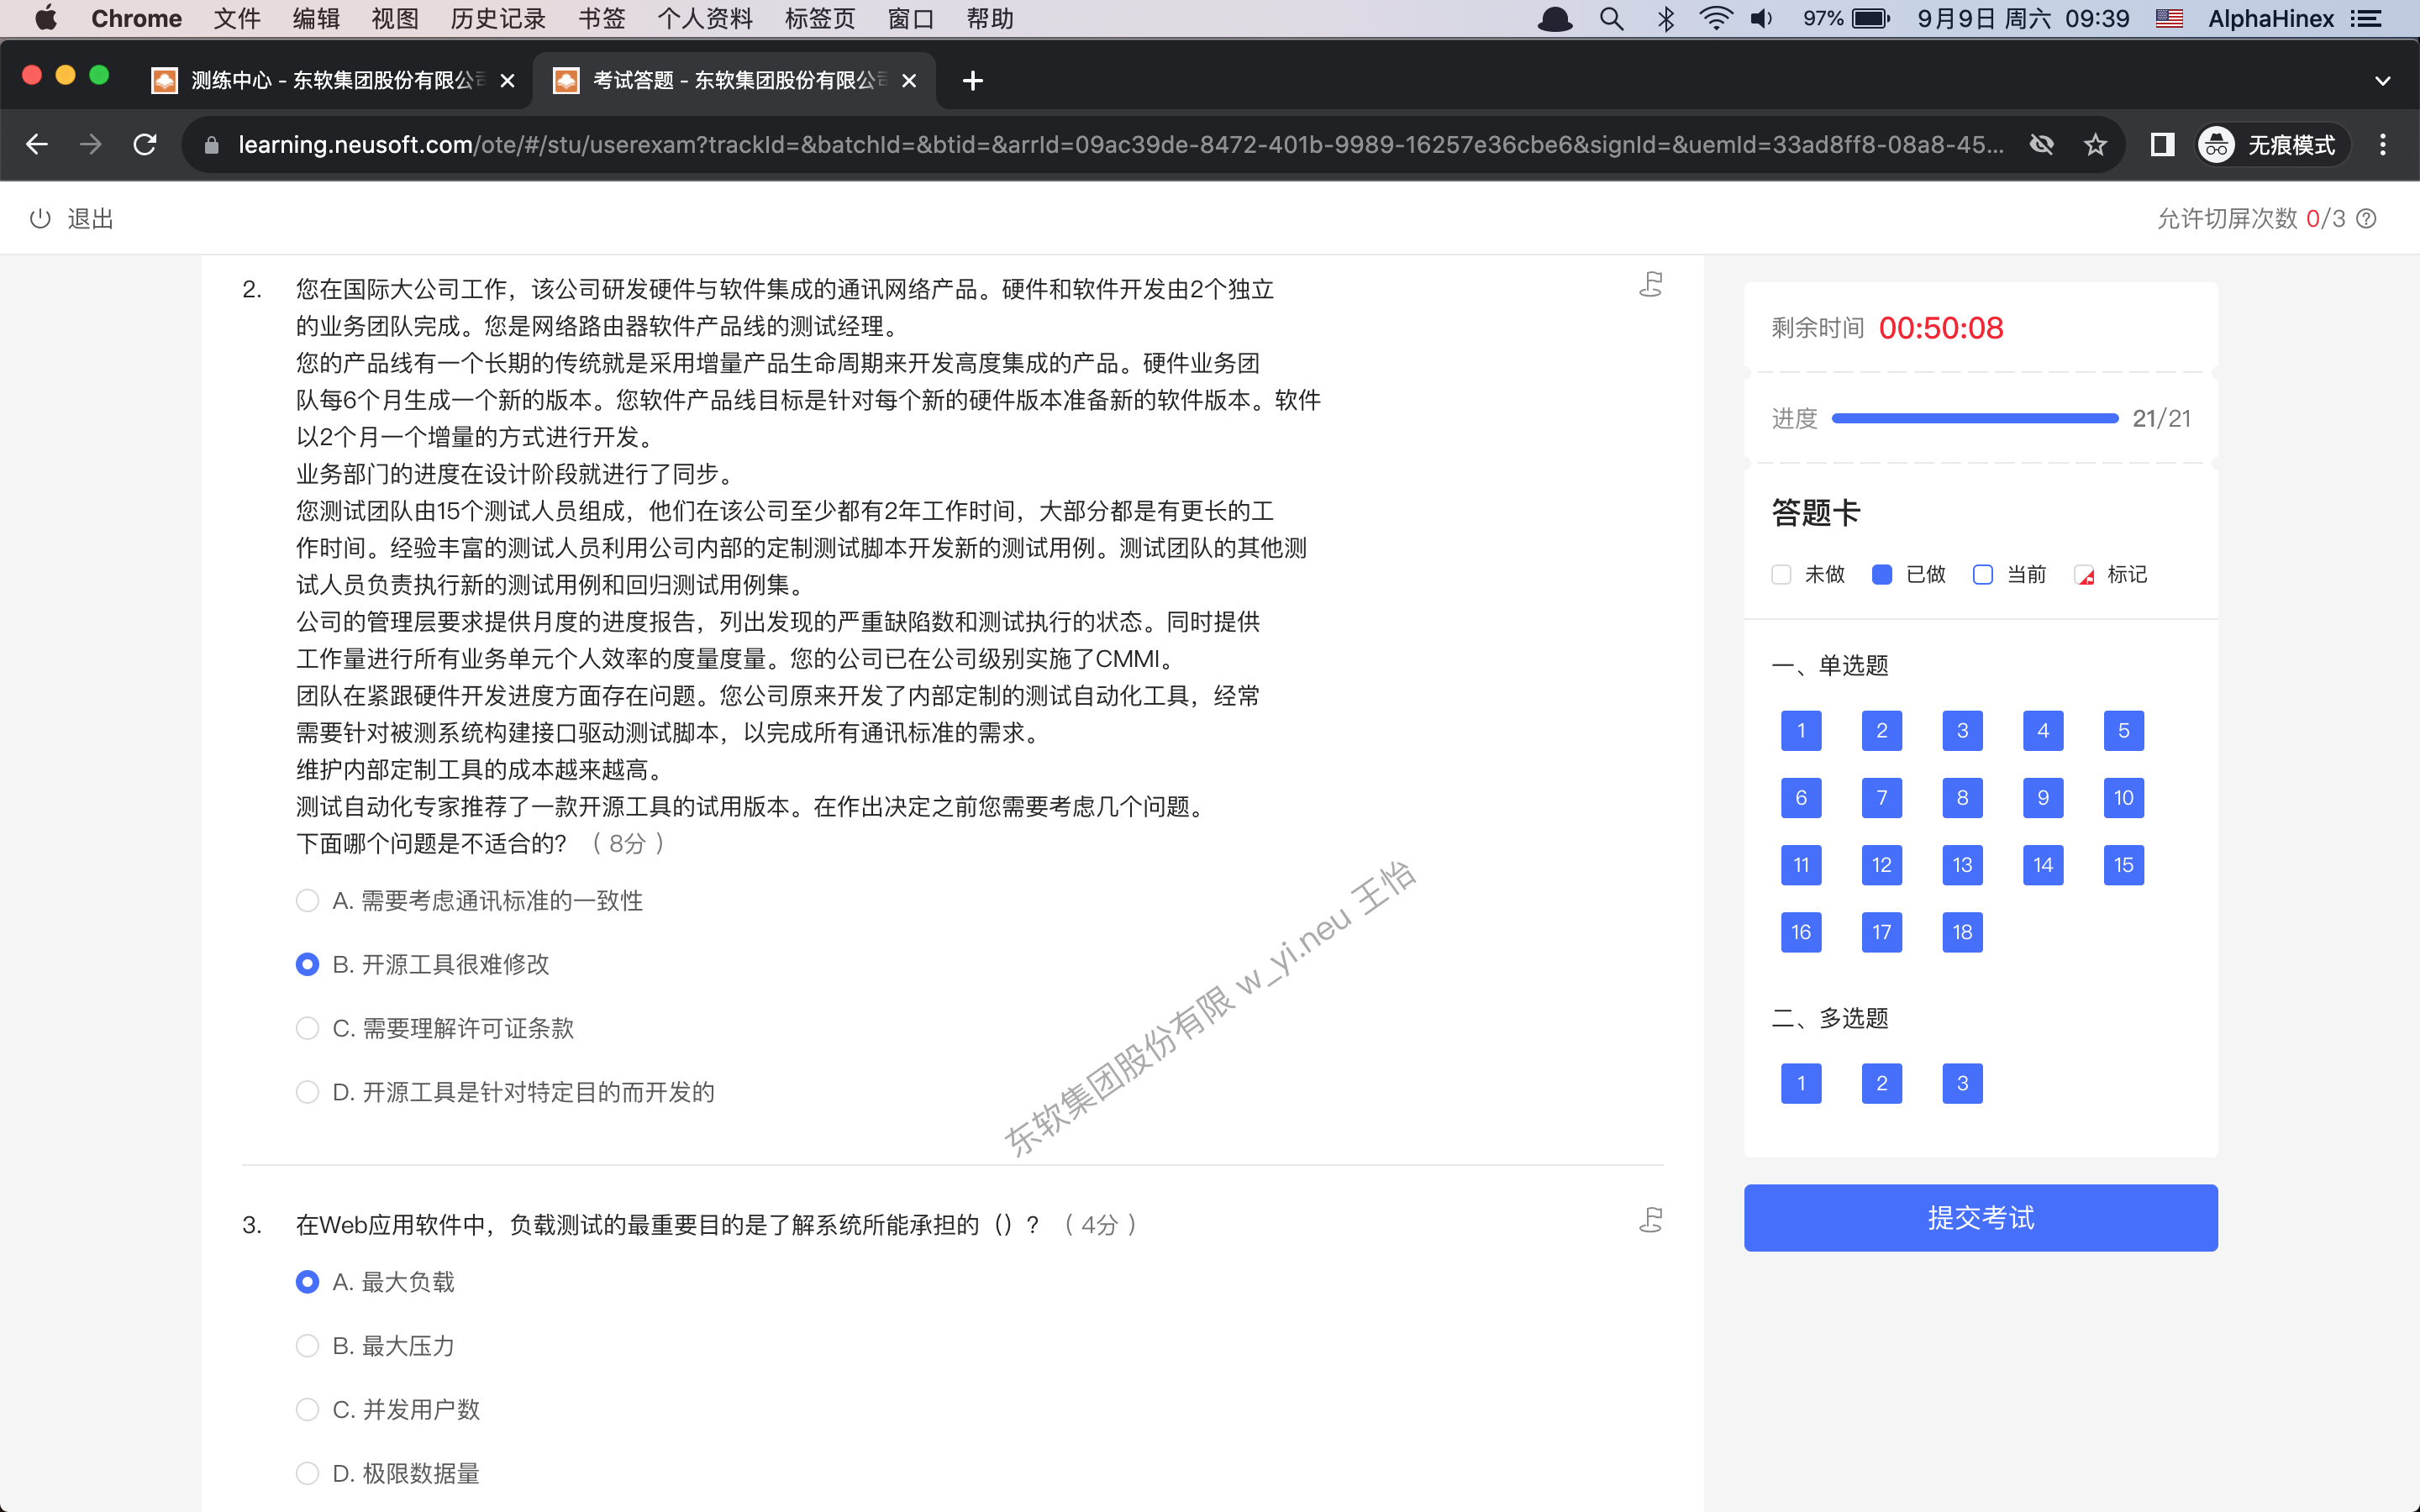 Chrome 文件 编辑 视图 历史记录 书签 个人资料 标签页 窗口 帮助 97% 9月9日 周六 09:39 AlphaHinex
测练中心 - 东软集团股份有限公司 考试答题 - 东软集团股份有限公司
learning.neusoft.com/ote/#/stu/userexam?trackId=&batchId=&btid=&arrId=09ac39de-8472-401b-9989-16257e36cbe6&signId=&uemId=33ad8ff8-08a8-45... 无痕模式
退出 允许切屏次数 0/3
2. 您在国际大公司工作，该公司研发硬件与软件集成的通讯网络产品。硬件和软件开发由2个独立
的业务团队完成。您是网络路由器软件产品线的测试经理。
您的产品线有一个长期的传统就是采用增量产品生命周期来开发高度集成的产品。硬件业务团
队每6个月生成一个新的版本。您软件产品线目标是针对每个新的硬件版本准备新的软件版本。软件
以2个月一个增量的方式进行开发。
业务部门的进度在设计阶段就进行了同步。
您测试团队由15个测试人员组成，他们在该公司至少都有2年工作时间，大部分都是有更长的工
作时间。经验丰富的测试人员利用公司内部的定制测试脚本开发新的测试用例。测试团队的其他测
试人员负责执行新的测试用例和回归测试用例集。
公司的管理层要求提供月度的进度报告，列出发现的严重缺陷数和测试执行的状态。同时提供
工作量进行所有业务单元个人效率的度量度量。您的公司已在公司级别实施了CMMI。
团队在紧跟硬件开发进度方面存在问题。您公司原来开发了内部定制的测试自动化工具，经常
需要针对被测系统构建接口驱动测试脚本，以完成所有通讯标准的需求。
维护内部定制工具的成本越来越高。
测试自动化专家推荐了一款开源工具的试用版本。在作出决定之前您需要考虑几个问题。
下面哪个问题是不适合的? （ 8分 ）
A. 需要考虑通讯标准的一致性
B. 开源工具很难修改
C. 需要理解许可证条款
D. 开源工具是针对特定目的而开发的
东软集团股份有限 w_yi.neu 王怡
3. 在Web应用软件中，负载测试的最重要目的是了解系统所能承担的（）? （ 4分 ）
A. 最大负载
B. 最大压力
C. 并发用户数
D. 极限数据量
剩余时间 00:50:08
进度 21/21
答题卡
未做 已做 当前 标记
一、单选题
1 2 3 4 5
6 7 8 9 10
11 12 13 14 15
16 17 18
二、多选题
1 2 3
提交考试